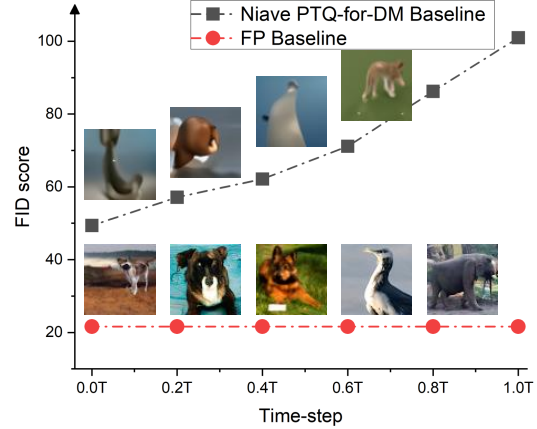 Niave PTQ-for-DM Baseline
FP Baseline
100
80
60
40
20
FID score
0.0T 0.2T 0.4T 0.6T 0.8T 1.0T
Time-step